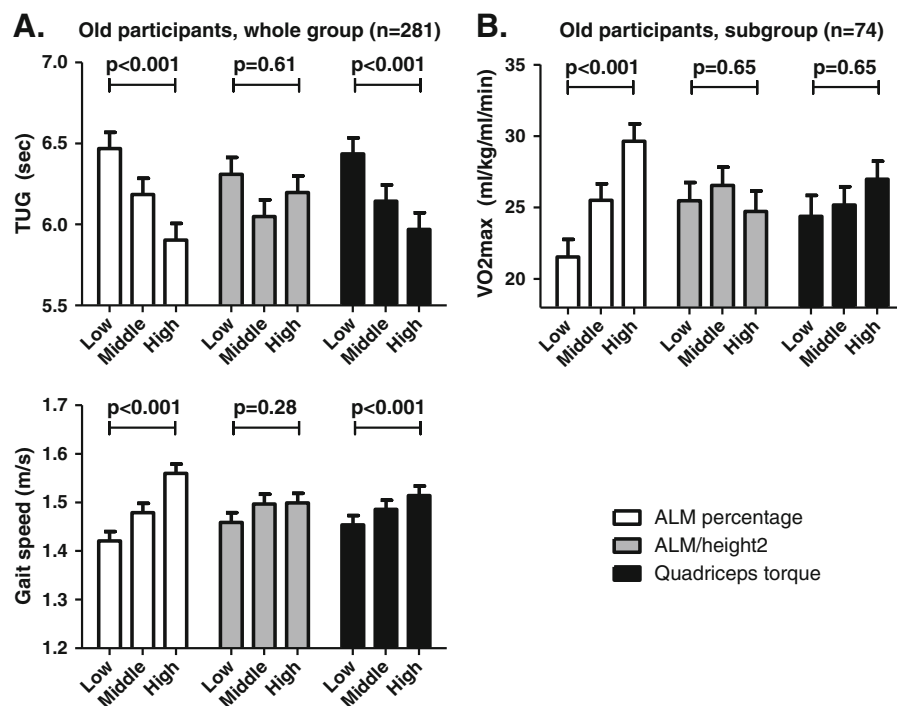 A. Old participants, whole group (n=281)
p<0.001 p=0.61 p<0.001
TUG (sec)
7.0
6.5
6.0
5.5
Low Middle High Low Middle High Low Middle High
p<0.001 p=0.28 p<0.001
Gait speed (m/s)
1.7
1.6
1.5
1.4
1.3
1.2
Low Middle High Low Middle High Low Middle High
B. Old participants, subgroup (n=74)
p<0.001 p=0.65 p=0.65
VO2max (ml/kg/ml/min)
35
30
25
20
Low Middle High Low Middle High Low Middle High
ALM percentage
ALM/height2
Quadriceps torque